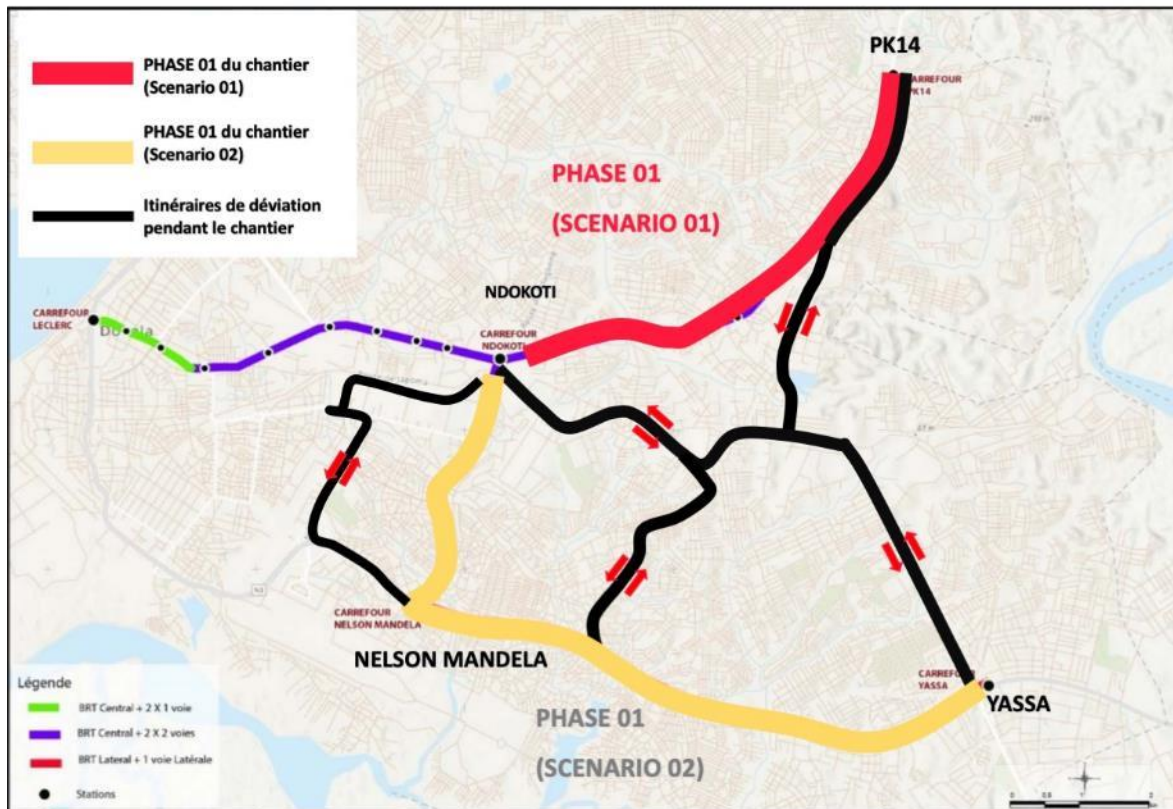 PHASE 01 du chantier
(Scenario 01)
PHASE 01 du chantier
(Scenario 02)
Itinéraires de déviation
pendant le chantier
PK14
CARREFOUR
PK14
PHASE 01
(SCENARIO 01)
NDOKOTI
CARREFOUR
NDOKOTI
CARREFOUR
LECLERC
CARREFOUR
NELSON MANDELA
NELSON MANDELA
CARREFOUR
YASSA
YASSA
PHASE 01
(SCENARIO 02)
Légende
BRT Central + 2 X 1 voie
BRT Central + 2 X 2 voies
BRT Lateral + 1 voie Latérale
Stations